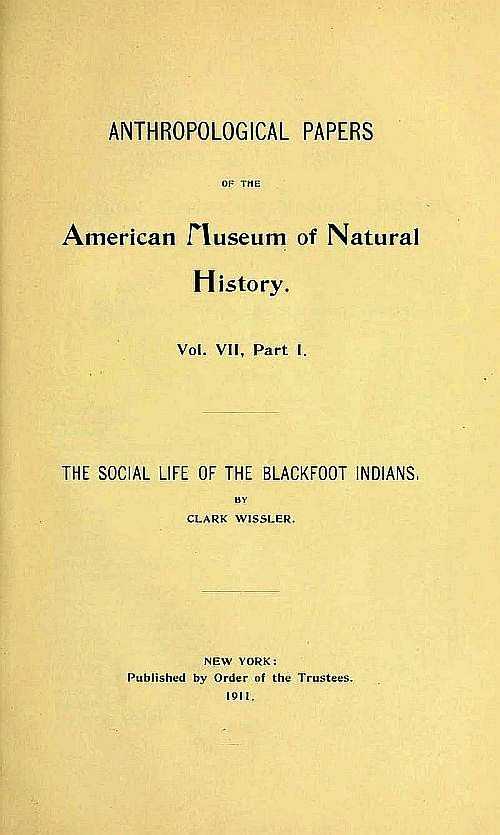 ANTHROPOLOGICAL PAPERS
OF THE
American Museum of Natural
History.
Vol. VII, Part I.
THE SOCIAL LIFE OF THE BLACKFOOT INDIANS.
BY
CLARK WISSLER.
NEW YORK:
Published by Order of the Trustees.
1911.